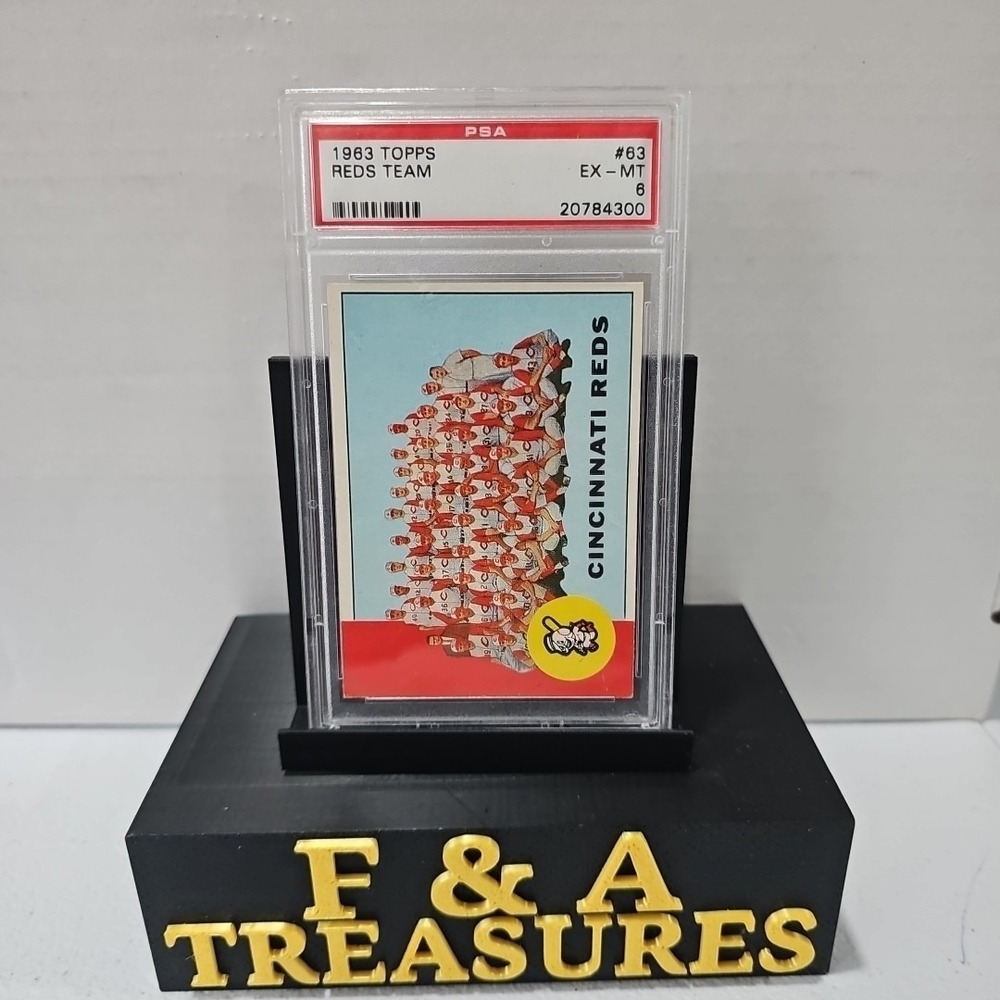 PSA
1963 TOPPS #63
REDS TEAM EX - MT
6
20784300
CINCINNATI REDS
F & A
TREASURES